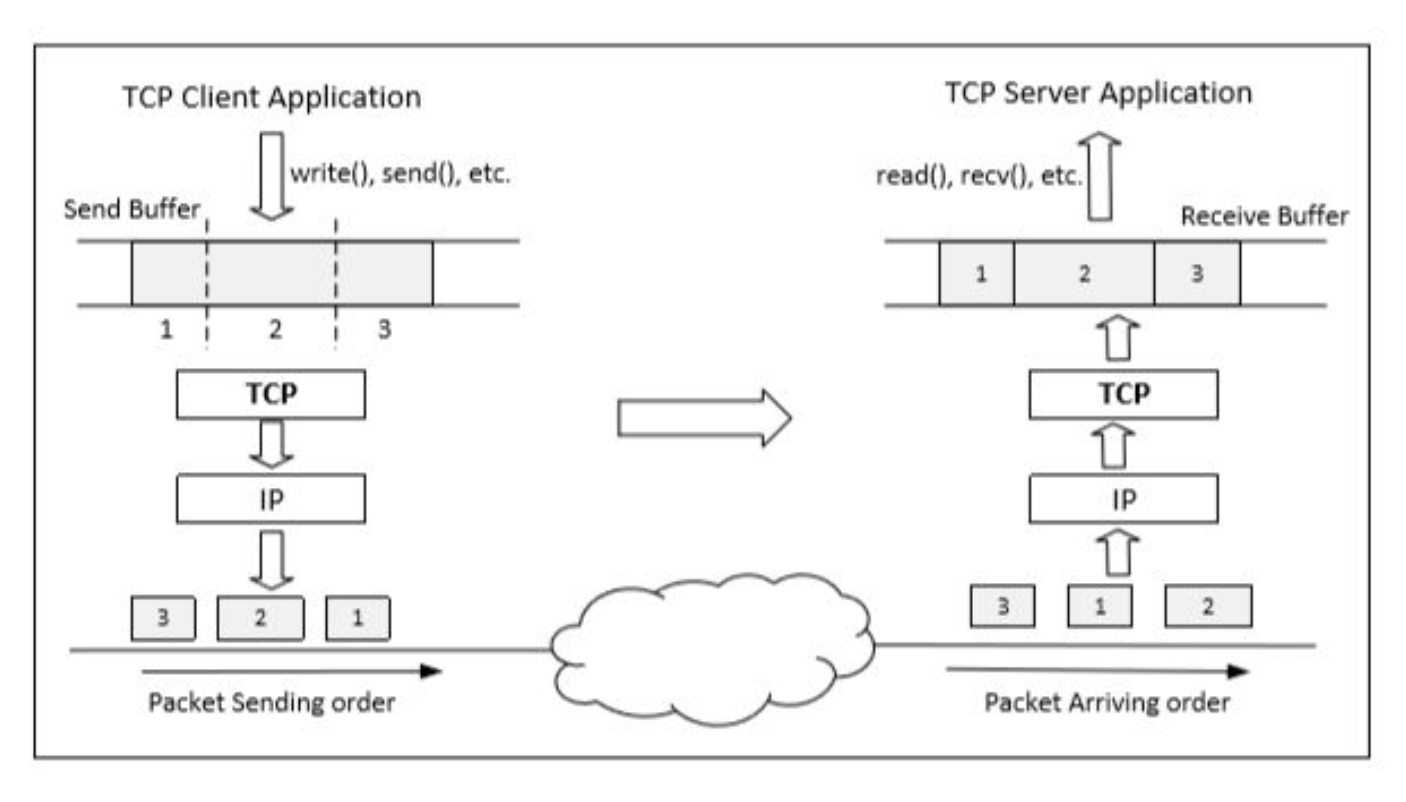 TCP Client Application
write(), send(), etc.
Send Buffer
1 2 3
TCP
IP
3 2 1
Packet Sending order
TCP Server Application
read(), recv(), etc.
Receive Buffer
1 2 3
TCP
IP
3 1 2
Packet Arriving order